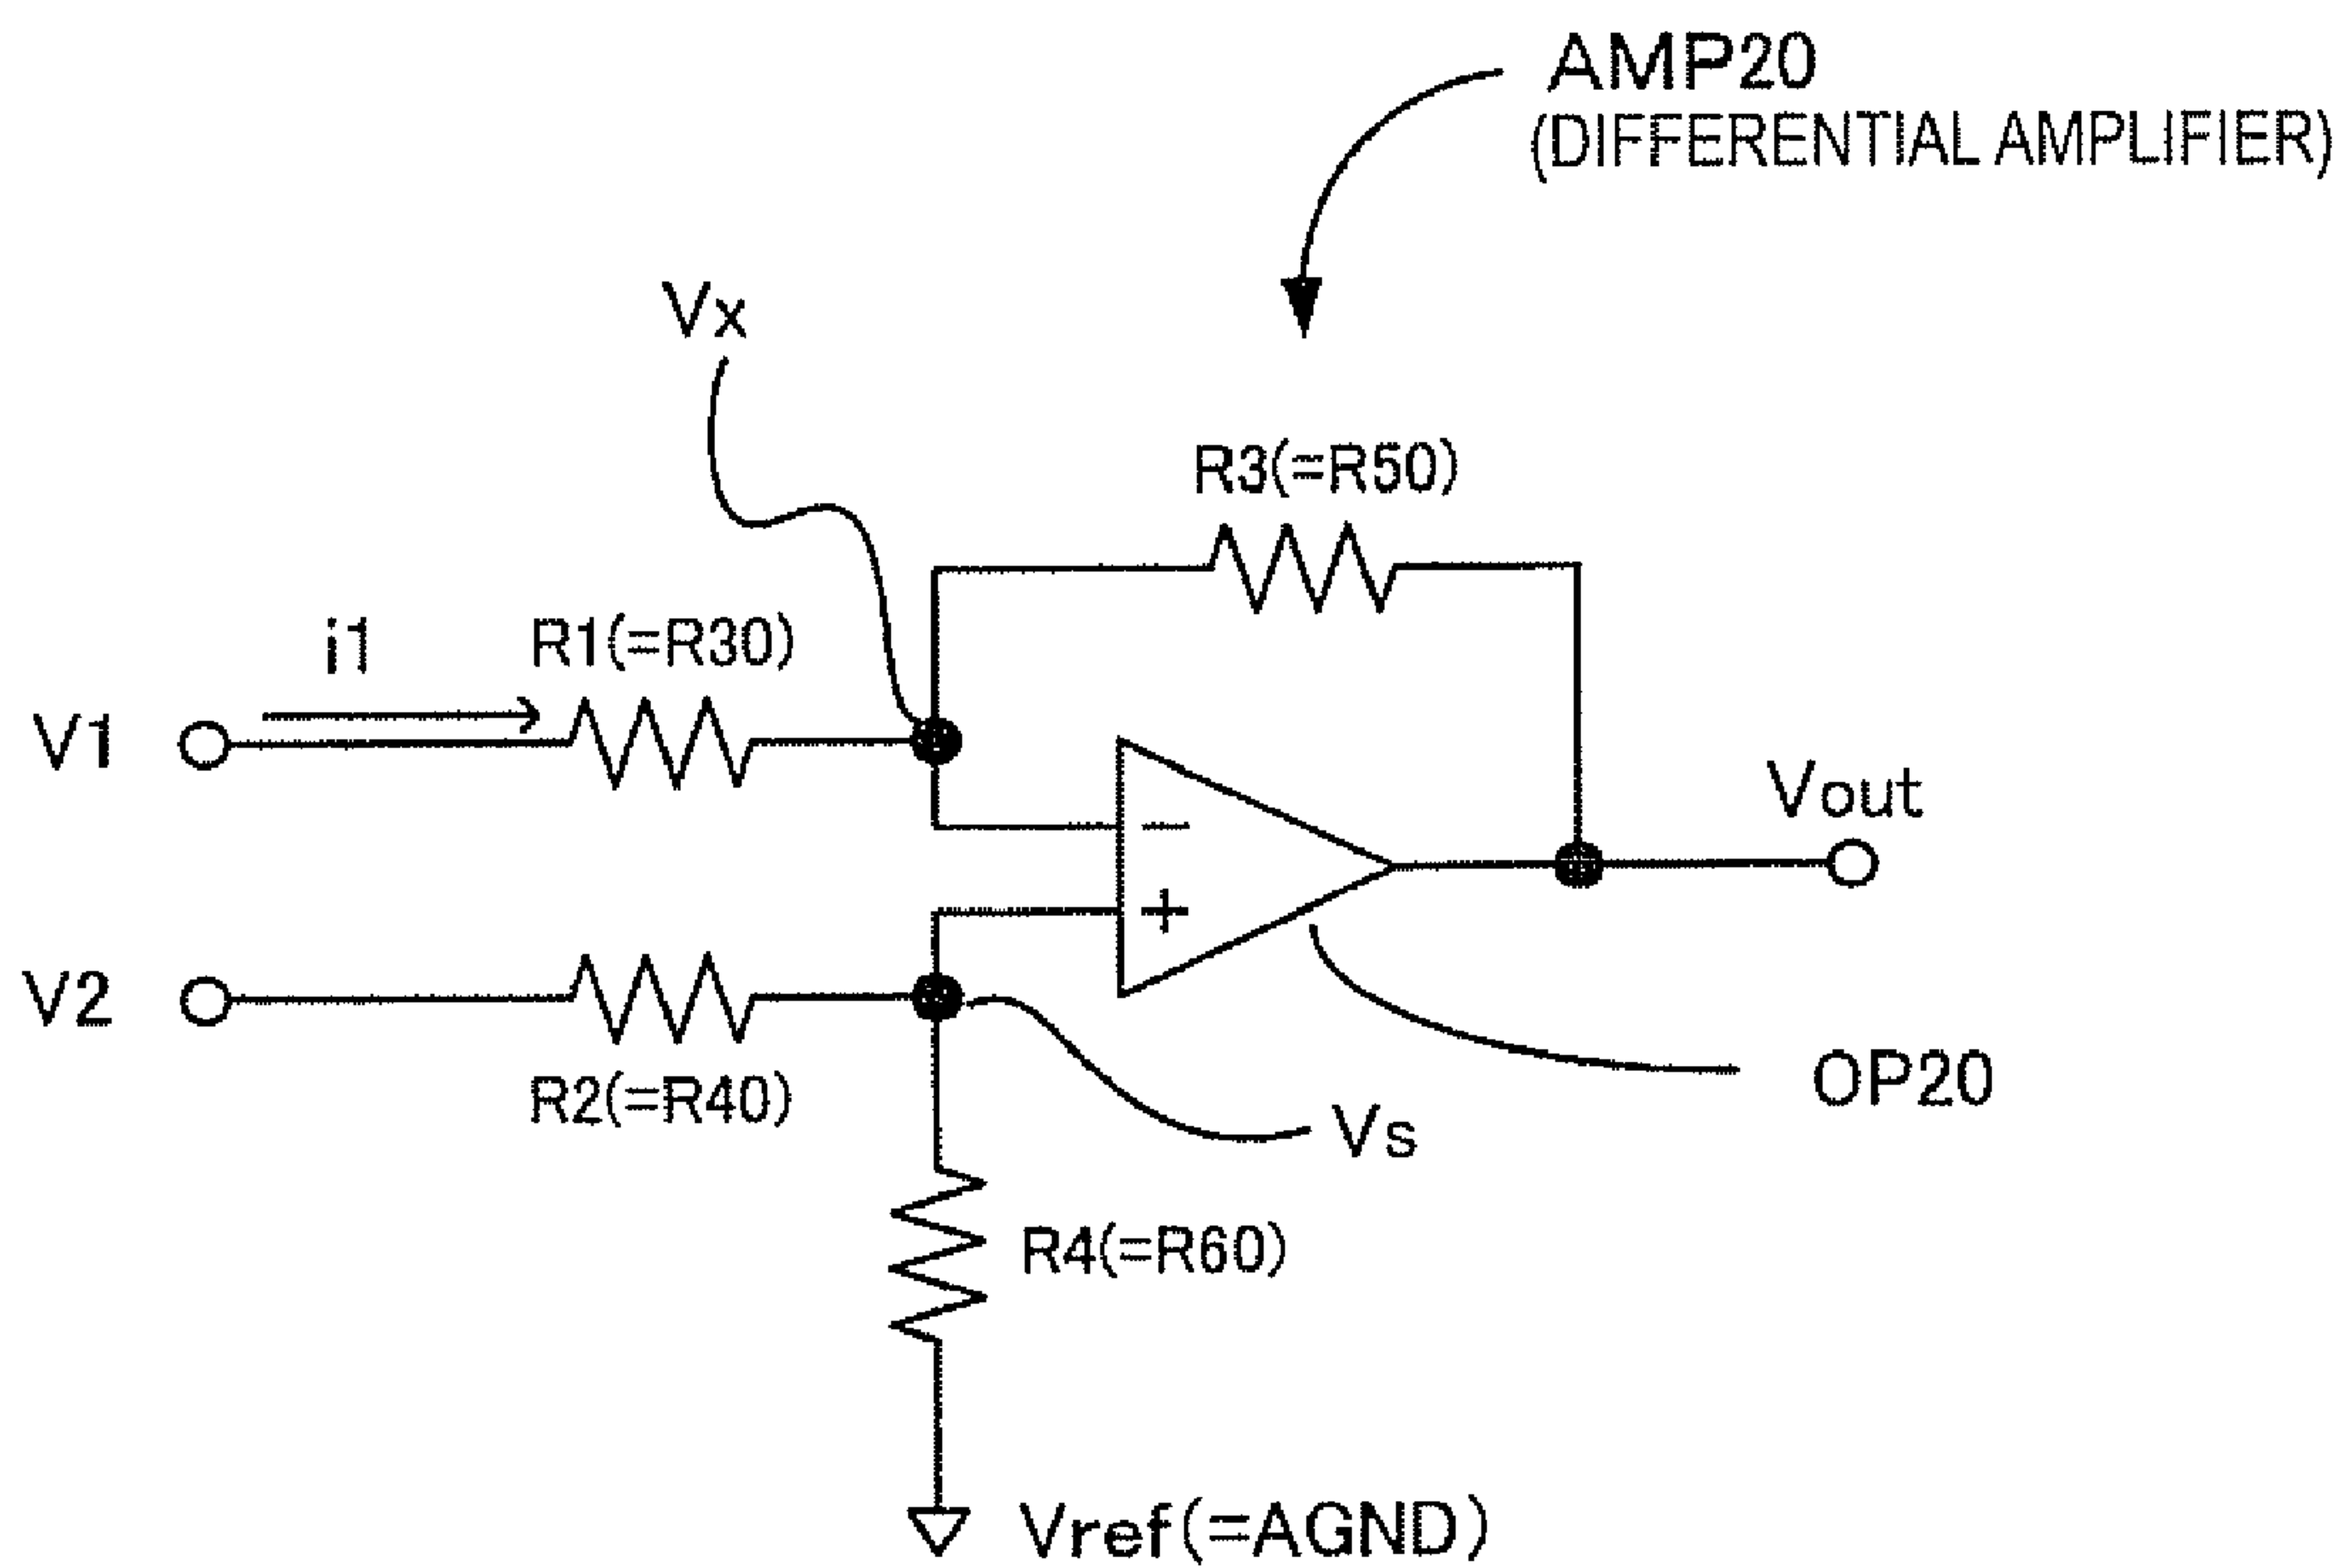 AMP20
(DIFFERENTIAL AMPLIFIER)
Vx
R3(=R50)
i1
R1(=R30)
V1
−
Vout
+
V2
R2(=R40)
OP20
Vs
R4(=R60)
Vref(=AGND)